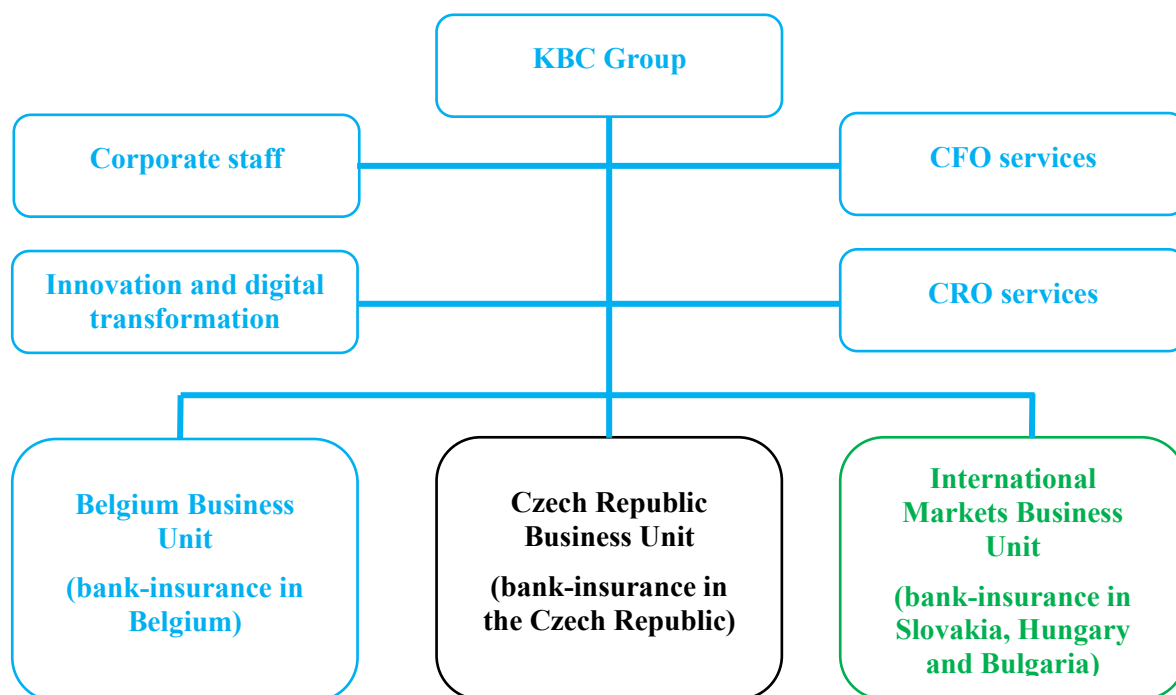 KBC Group
Corporate staff
CFO services
Innovation and digital
transformation
CRO services
Belgium Business
Unit
(bank-insurance in
Belgium)
Czech Republic
Business Unit
(bank-insurance in
the Czech Republic)
International
Markets Business
Unit
(bank-insurance in
Slovakia, Hungary
and Bulgaria)